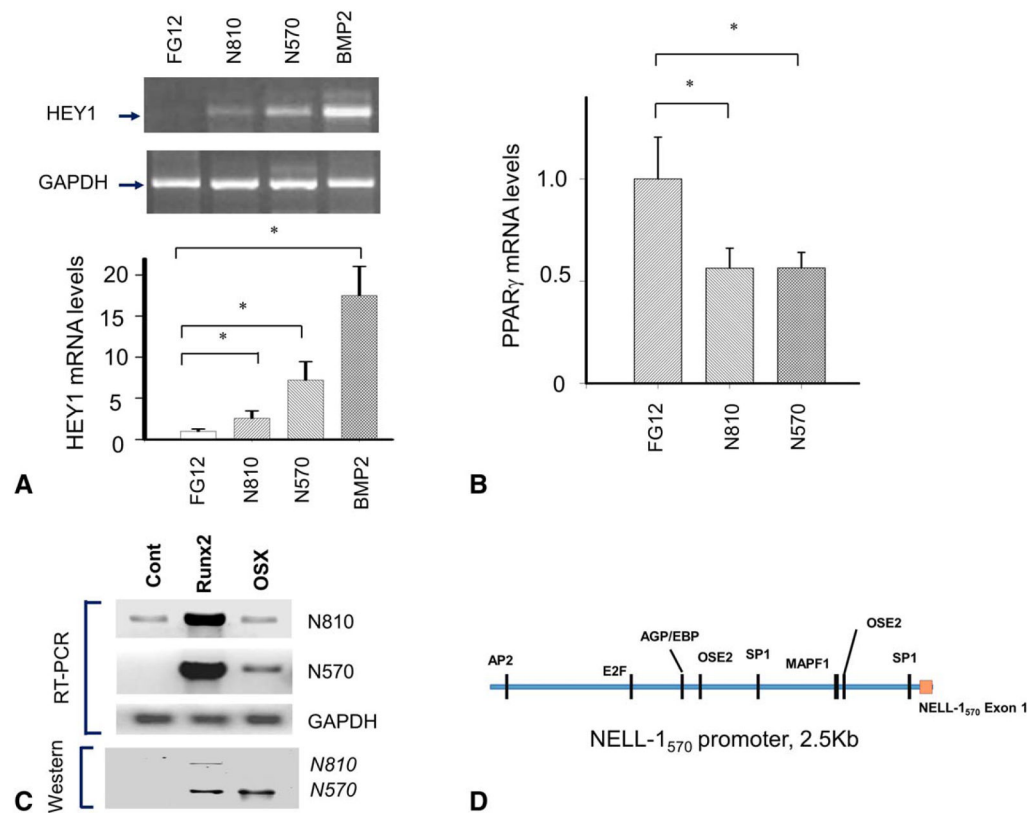 FG12
N810
N570
BMP2
HEY1
GAPDH
HEY1 mRNA levels
20
15
10
5
0
*
*
*
FG12
N810
N570
BMP2
A
PPARγ mRNA levels
1.0
0.5
0
*
*
FG12
N810
N570
B
Cont
Runx2
OSX
RT-PCR
N810
N570
GAPDH
Western
N810
N570
C
AP2
E2F
AGP/EBP
OSE2
SP1
MAPF1
OSE2
SP1
NELL-1₅₇₀ Exon 1
NELL-1₅₇₀ promoter, 2.5Kb
D